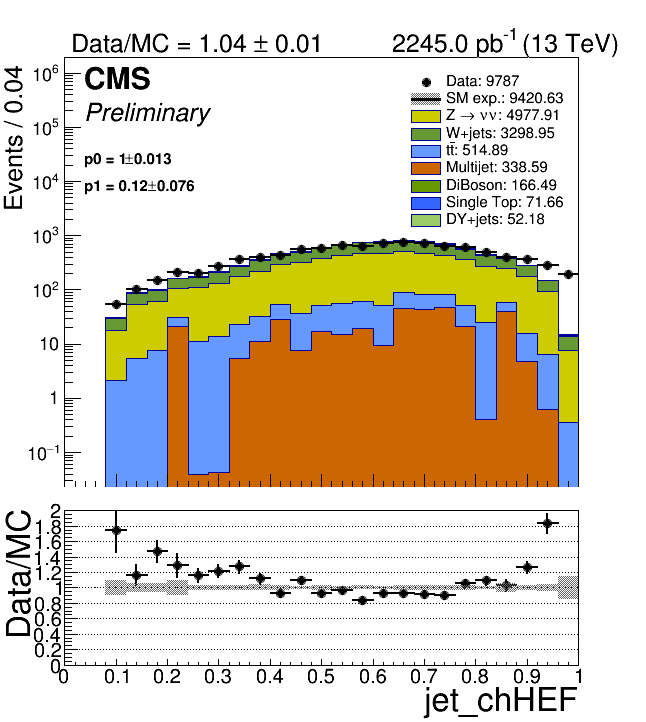 Data/MC = 1.04 ± 0.01 2245.0 pb⁻¹ (13 TeV)
CMS
Preliminary
p0 = 1±0.013
p1 = 0.12±0.076
Data: 9787
SM exp.: 9420.63
Z → νν: 4977.91
W+jets: 3298.95
tt̄: 514.89
Multijet: 338.59
DiBoson: 166.49
Single Top: 71.66
DY+jets: 52.18
Events / 0.04
10⁶
10⁵
10⁴
10³
10²
10
1
10⁻¹
Data/MC
2
1.8
1.6
1.4
1.2
1
0.8
0.6
0.4
0.2
0
0 0.1 0.2 0.3 0.4 0.5 0.6 0.7 0.8 0.9 1
jet_chHEF